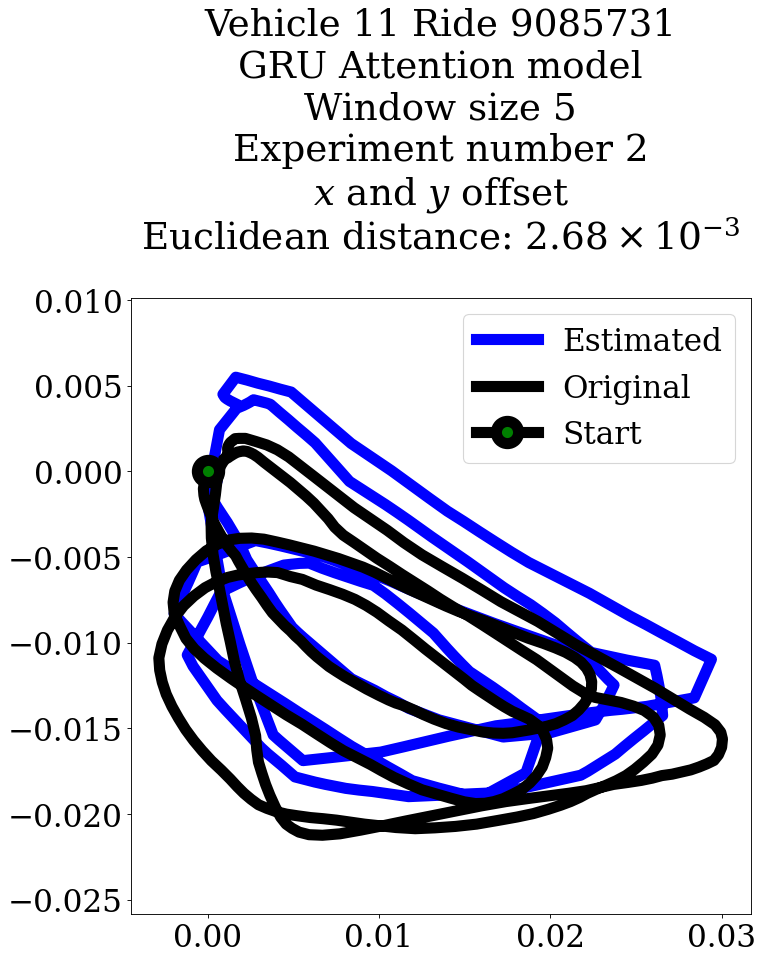 Vehicle 11 Ride 9085731
GRU Attention model
Window size 5
Experiment number 2
x and y offset
Euclidean distance: 2.68 × 10⁻³
Estimated
Original
Start
0.010
0.005
0.000
−0.005
−0.010
−0.015
−0.020
−0.025
0.00 0.01 0.02 0.03